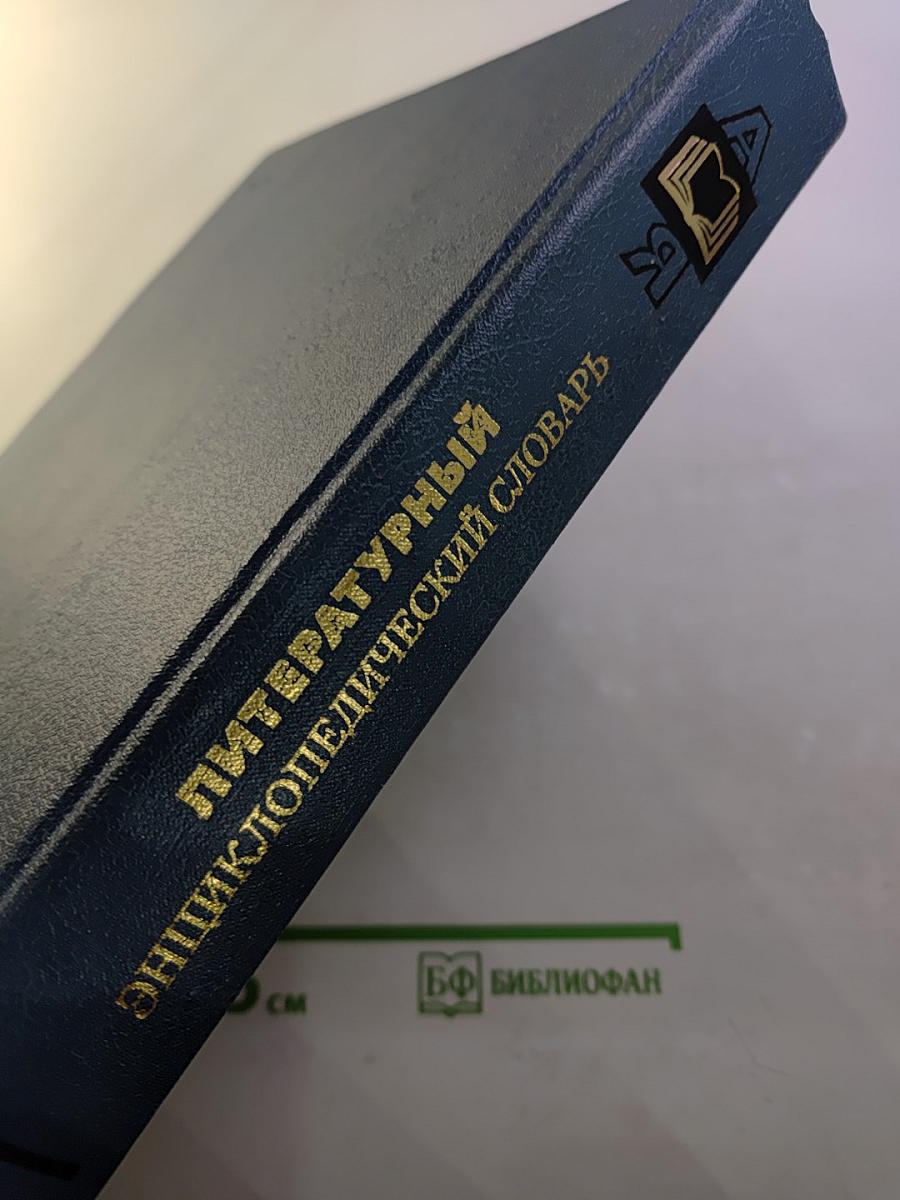 А
Я
ЛИТЕРАТУРНЫЙ
ЭНЦИКЛОПЕДИЧЕСКИЙ СЛОВАРЬ
см
БФ БИБЛИОФАН